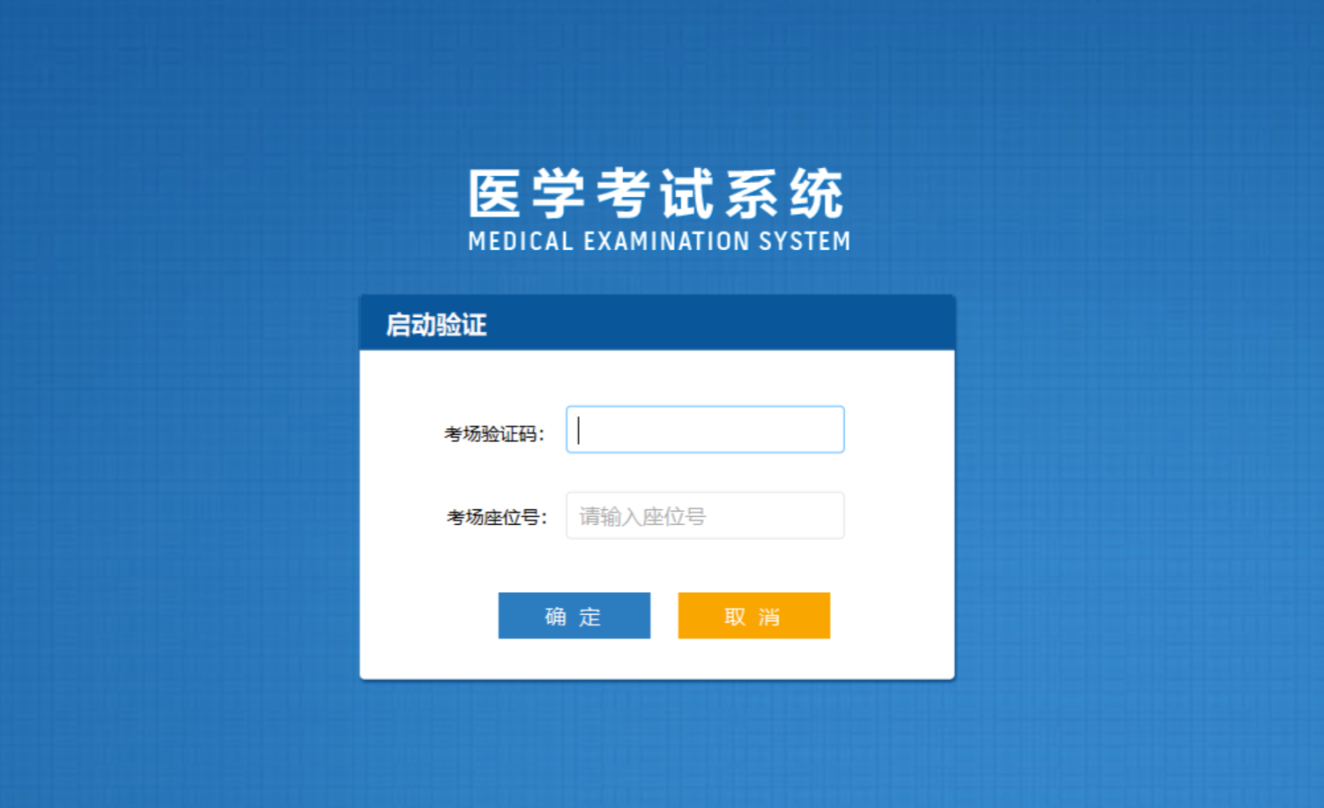 医学考试系统
MEDICAL EXAMINATION SYSTEM
启动验证
考场验证码：
考场座位号： 请输入座位号
确 定 取 消